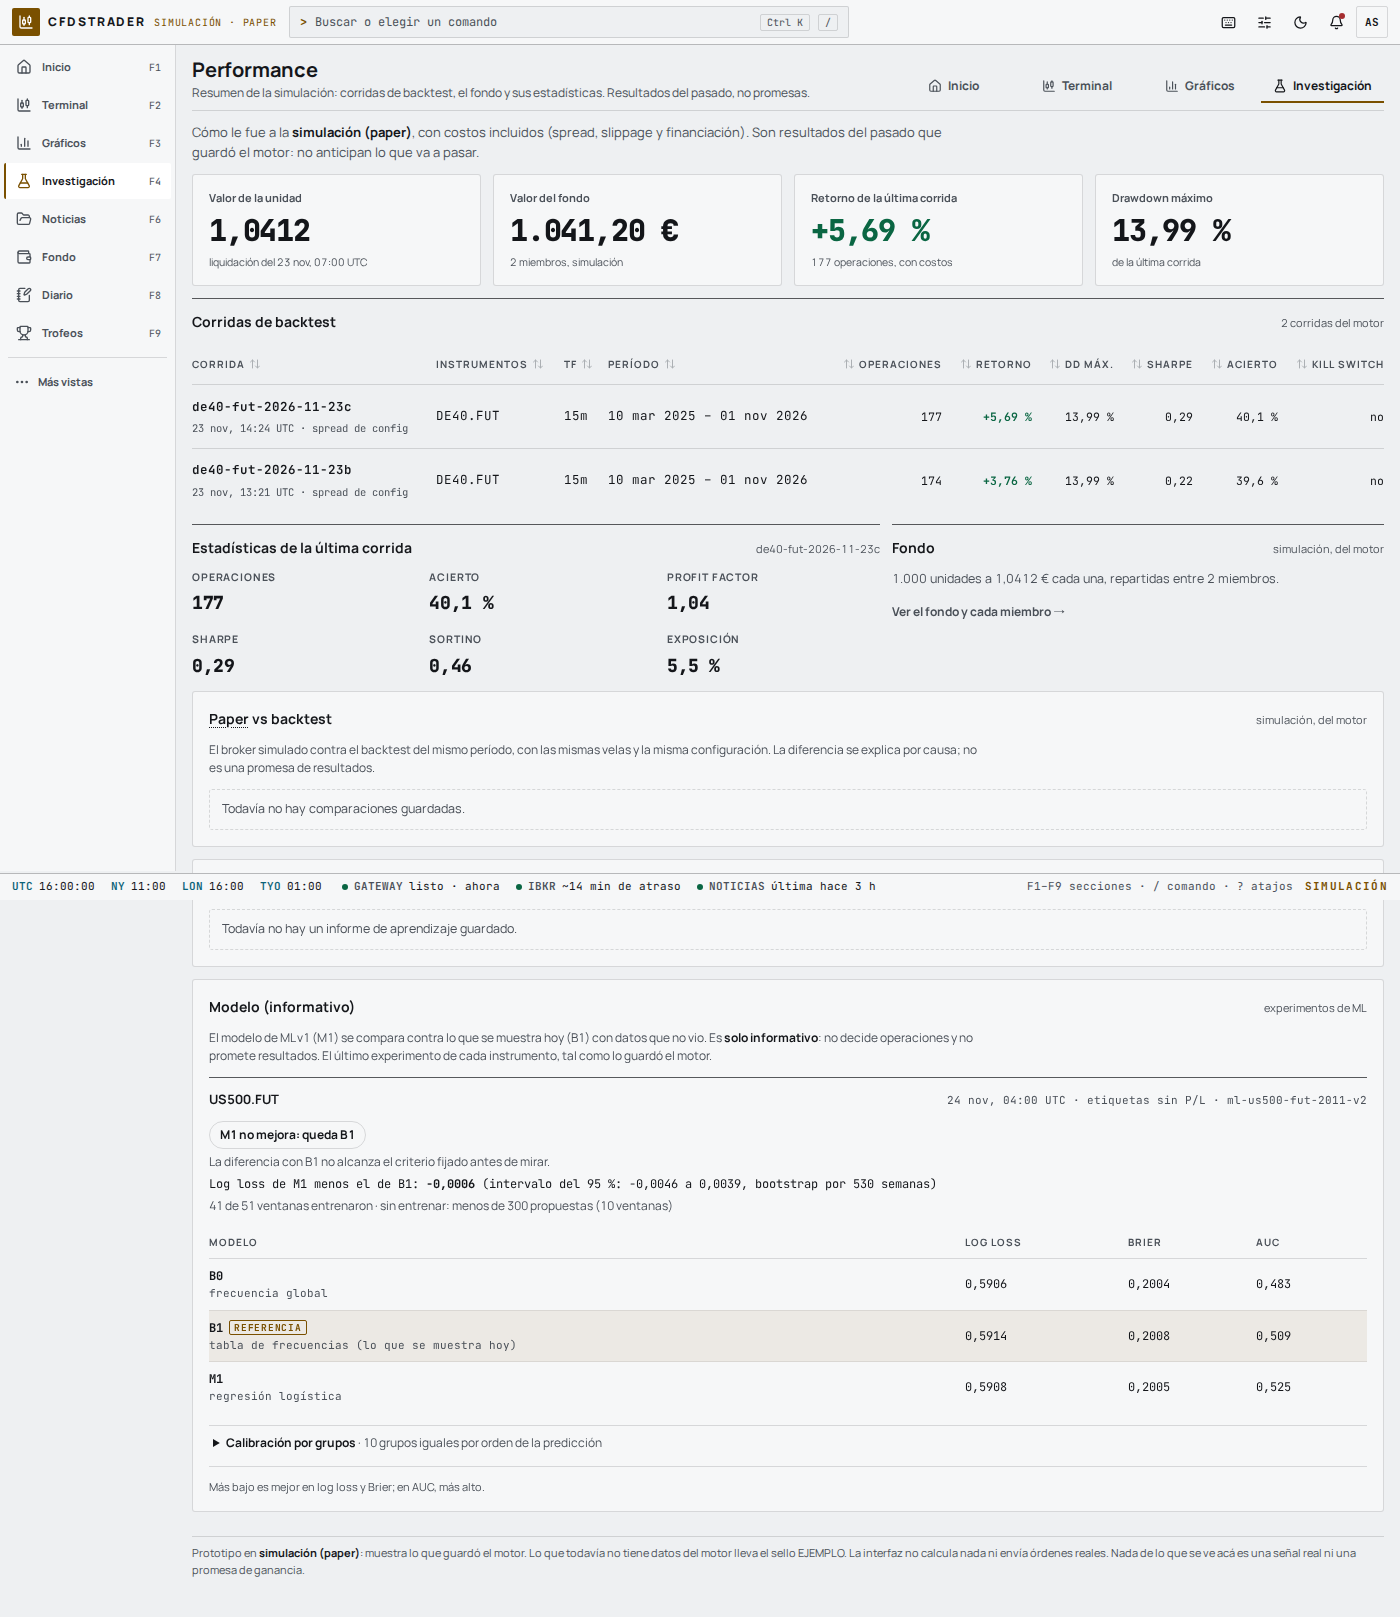 CFDSTRADER SIMULACIÓN · PAPER
> Buscar o elegir un comando Ctrl K /
AS
Inicio F1
Terminal F2
Gráficos F3
Investigación F4
Noticias F6
Fondo F7
Diario F8
Trofeos F9
Más vistas
Performance
Resumen de la simulación: corridas de backtest, el fondo y sus estadísticas. Resultados del pasado, no promesas.
Inicio Terminal Gráficos Investigación
Cómo le fue a la simulación (paper), con costos incluidos (spread, slippage y financiación). Son resultados del pasado que
guardó el motor: no anticipan lo que va a pasar.
Valor de la unidad
1,0412
liquidación del 23 nov, 07:00 UTC
Valor del fondo
1.041,20 €
2 miembros, simulación
Retorno de la última corrida
+5,69 %
177 operaciones, con costos
Drawdown máximo
13,99 %
de la última corrida
Corridas de backtest 2 corridas del motor
CORRIDA INSTRUMENTOS TF PERÍODO OPERACIONES RETORNO DD MÁX. SHARPE ACIERTO KILL SWITCH
de40-fut-2026-11-23c DE40.FUT 15m 10 mar 2025 – 01 nov 2026 177 +5,69 % 13,99 % 0,29 40,1 % no
23 nov, 14:24 UTC · spread de config
de40-fut-2026-11-23b DE40.FUT 15m 10 mar 2025 – 01 nov 2026 174 +3,76 % 13,99 % 0,22 39,6 % no
23 nov, 13:21 UTC · spread de config
Estadísticas de la última corrida de40-fut-2026-11-23c
OPERACIONES ACIERTO PROFIT FACTOR
177 40,1 % 1,04
SHARPE SORTINO EXPOSICIÓN
0,29 0,46 5,5 %
Fondo simulación, del motor
1.000 unidades a 1,0412 € cada una, repartidas entre 2 miembros.
Ver el fondo y cada miembro →
Paper vs backtest simulación, del motor
El broker simulado contra el backtest del mismo período, con las mismas velas y la misma configuración. La diferencia se explica por causa; no
es una promesa de resultados.
Todavía no hay comparaciones guardadas.
UTC 16:00:00 NY 11:00 LON 16:00 TYO 01:00 GATEWAY listo · ahora IBKR ~14 min de atraso NOTICIAS última hace 3 h F1–F9 secciones · / comando · ? atajos SIMULACIÓN
Todavía no hay un informe de aprendizaje guardado.
Modelo (informativo) experimentos de ML
El modelo de ML v1 (M1) se compara contra lo que se muestra hoy (B1) con datos que no vio. Es solo informativo: no decide operaciones y no
promete resultados. El último experimento de cada instrumento, tal como lo guardó el motor.
US500.FUT 24 nov, 04:00 UTC · etiquetas sin P/L · ml-us500-fut-2011-v2
M1 no mejora: queda B1
La diferencia con B1 no alcanza el criterio fijado antes de mirar.
Log loss de M1 menos el de B1: -0,0006 (intervalo del 95 %: -0,0046 a 0,0039, bootstrap por 530 semanas)
41 de 51 ventanas entrenaron · sin entrenar: menos de 300 propuestas (10 ventanas)
MODELO LOG LOSS BRIER AUC
B0 0,5906 0,2004 0,483
frecuencia global
B1 REFERENCIA 0,5914 0,2008 0,509
tabla de frecuencias (lo que se muestra hoy)
M1 0,5908 0,2005 0,525
regresión logística
Calibración por grupos · 10 grupos iguales por orden de la predicción
Más bajo es mejor en log loss y Brier; en AUC, más alto.
Prototipo en simulación (paper): muestra lo que guardó el motor. Lo que todavía no tiene datos del motor lleva el sello EJEMPLO. La interfaz no calcula nada ni envía órdenes reales. Nada de lo que se ve acá es una señal real ni una
promesa de ganancia.